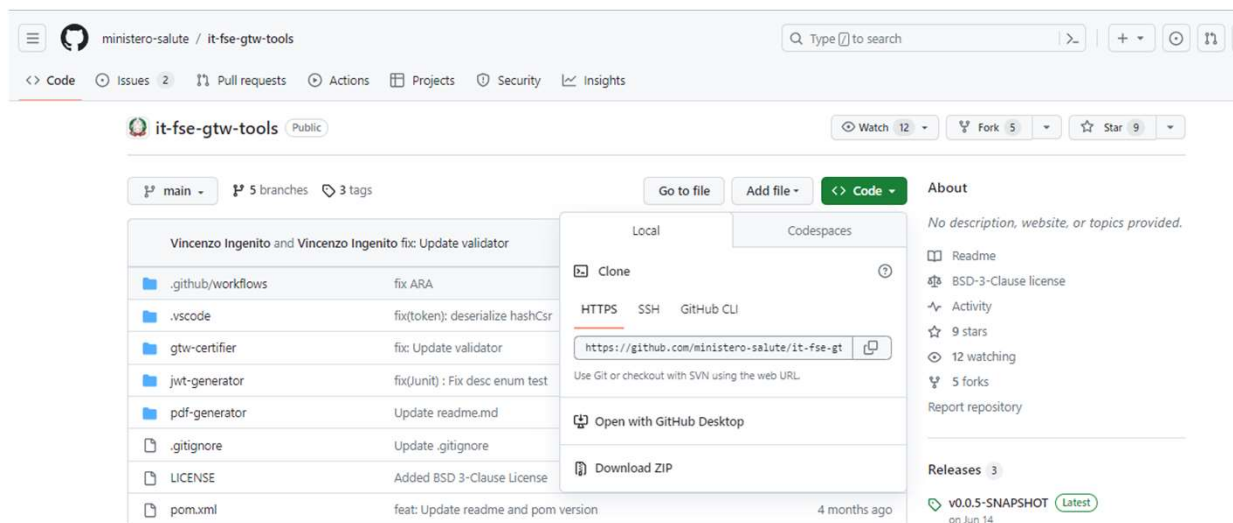 ministero-salute / it-fse-gtw-tools
Type / to search
Code Issues 2 Pull requests Actions Projects Security Insights
it-fse-gtw-tools Public
Watch 12 Fork 5 Star 9
main 5 branches 3 tags Go to file Add file Code
Vincenzo Ingenito and Vincenzo Ingenito fix: Update validator
.github/workflows fix ARA
.vscode fix(token): deserialize hashCsr
gtw-certifier fix: Update validator
jwt-generator fix(Junit) : Fix desc enum test
pdf-generator Update readme.md
.gitignore Update .gitignore
LICENSE Added BSD 3-Clause License
pom.xml feat: Update readme and pom version 4 months ago
Local Codespaces
Clone
HTTPS SSH GitHub CLI
https://github.com/ministero-salute/it-fse-gt
Use Git or checkout with SVN using the web URL.
Open with GitHub Desktop
Download ZIP
About
No description, website, or topics provided.
Readme
BSD-3-Clause license
Activity
9 stars
12 watching
5 forks
Report repository
Releases 3
v0.0.5-SNAPSHOT Latest
on Jun 14